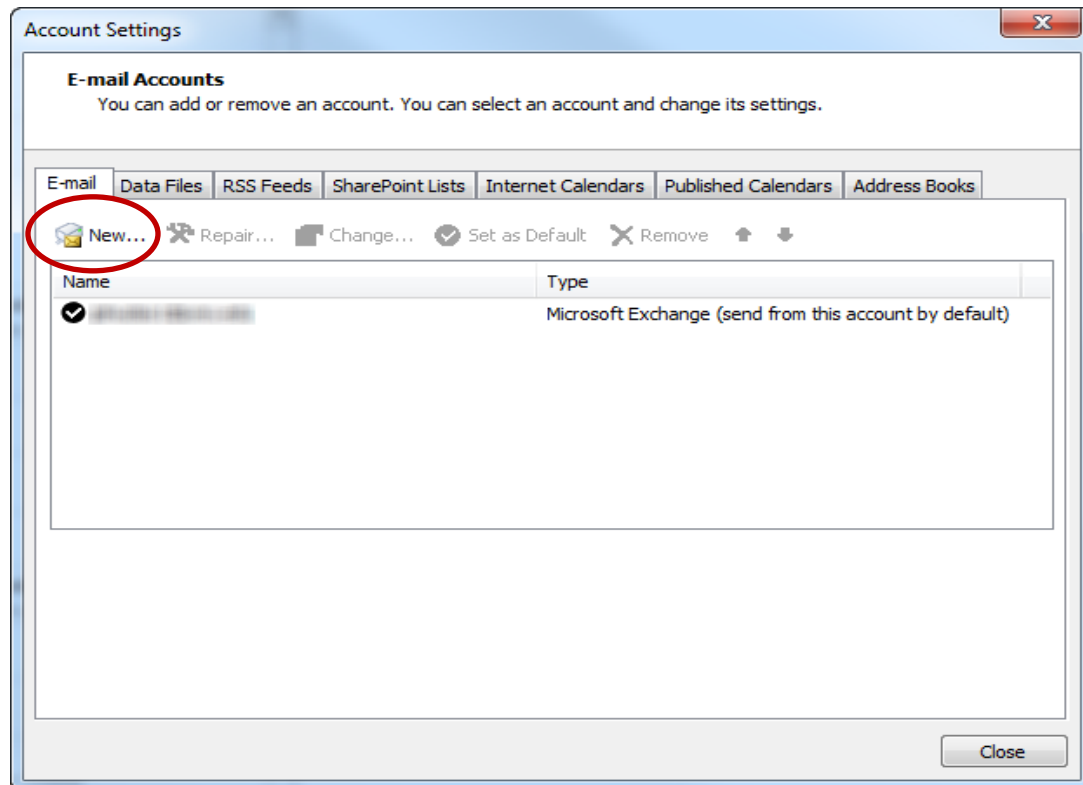 Account Settings
E-mail Accounts
You can add or remove an account. You can select an account and change its settings.
E-mail Data Files RSS Feeds SharePoint Lists Internet Calendars Published Calendars Address Books
New... Repair... Change... Set as Default Remove
Name Type
Microsoft Exchange (send from this account by default)
Close